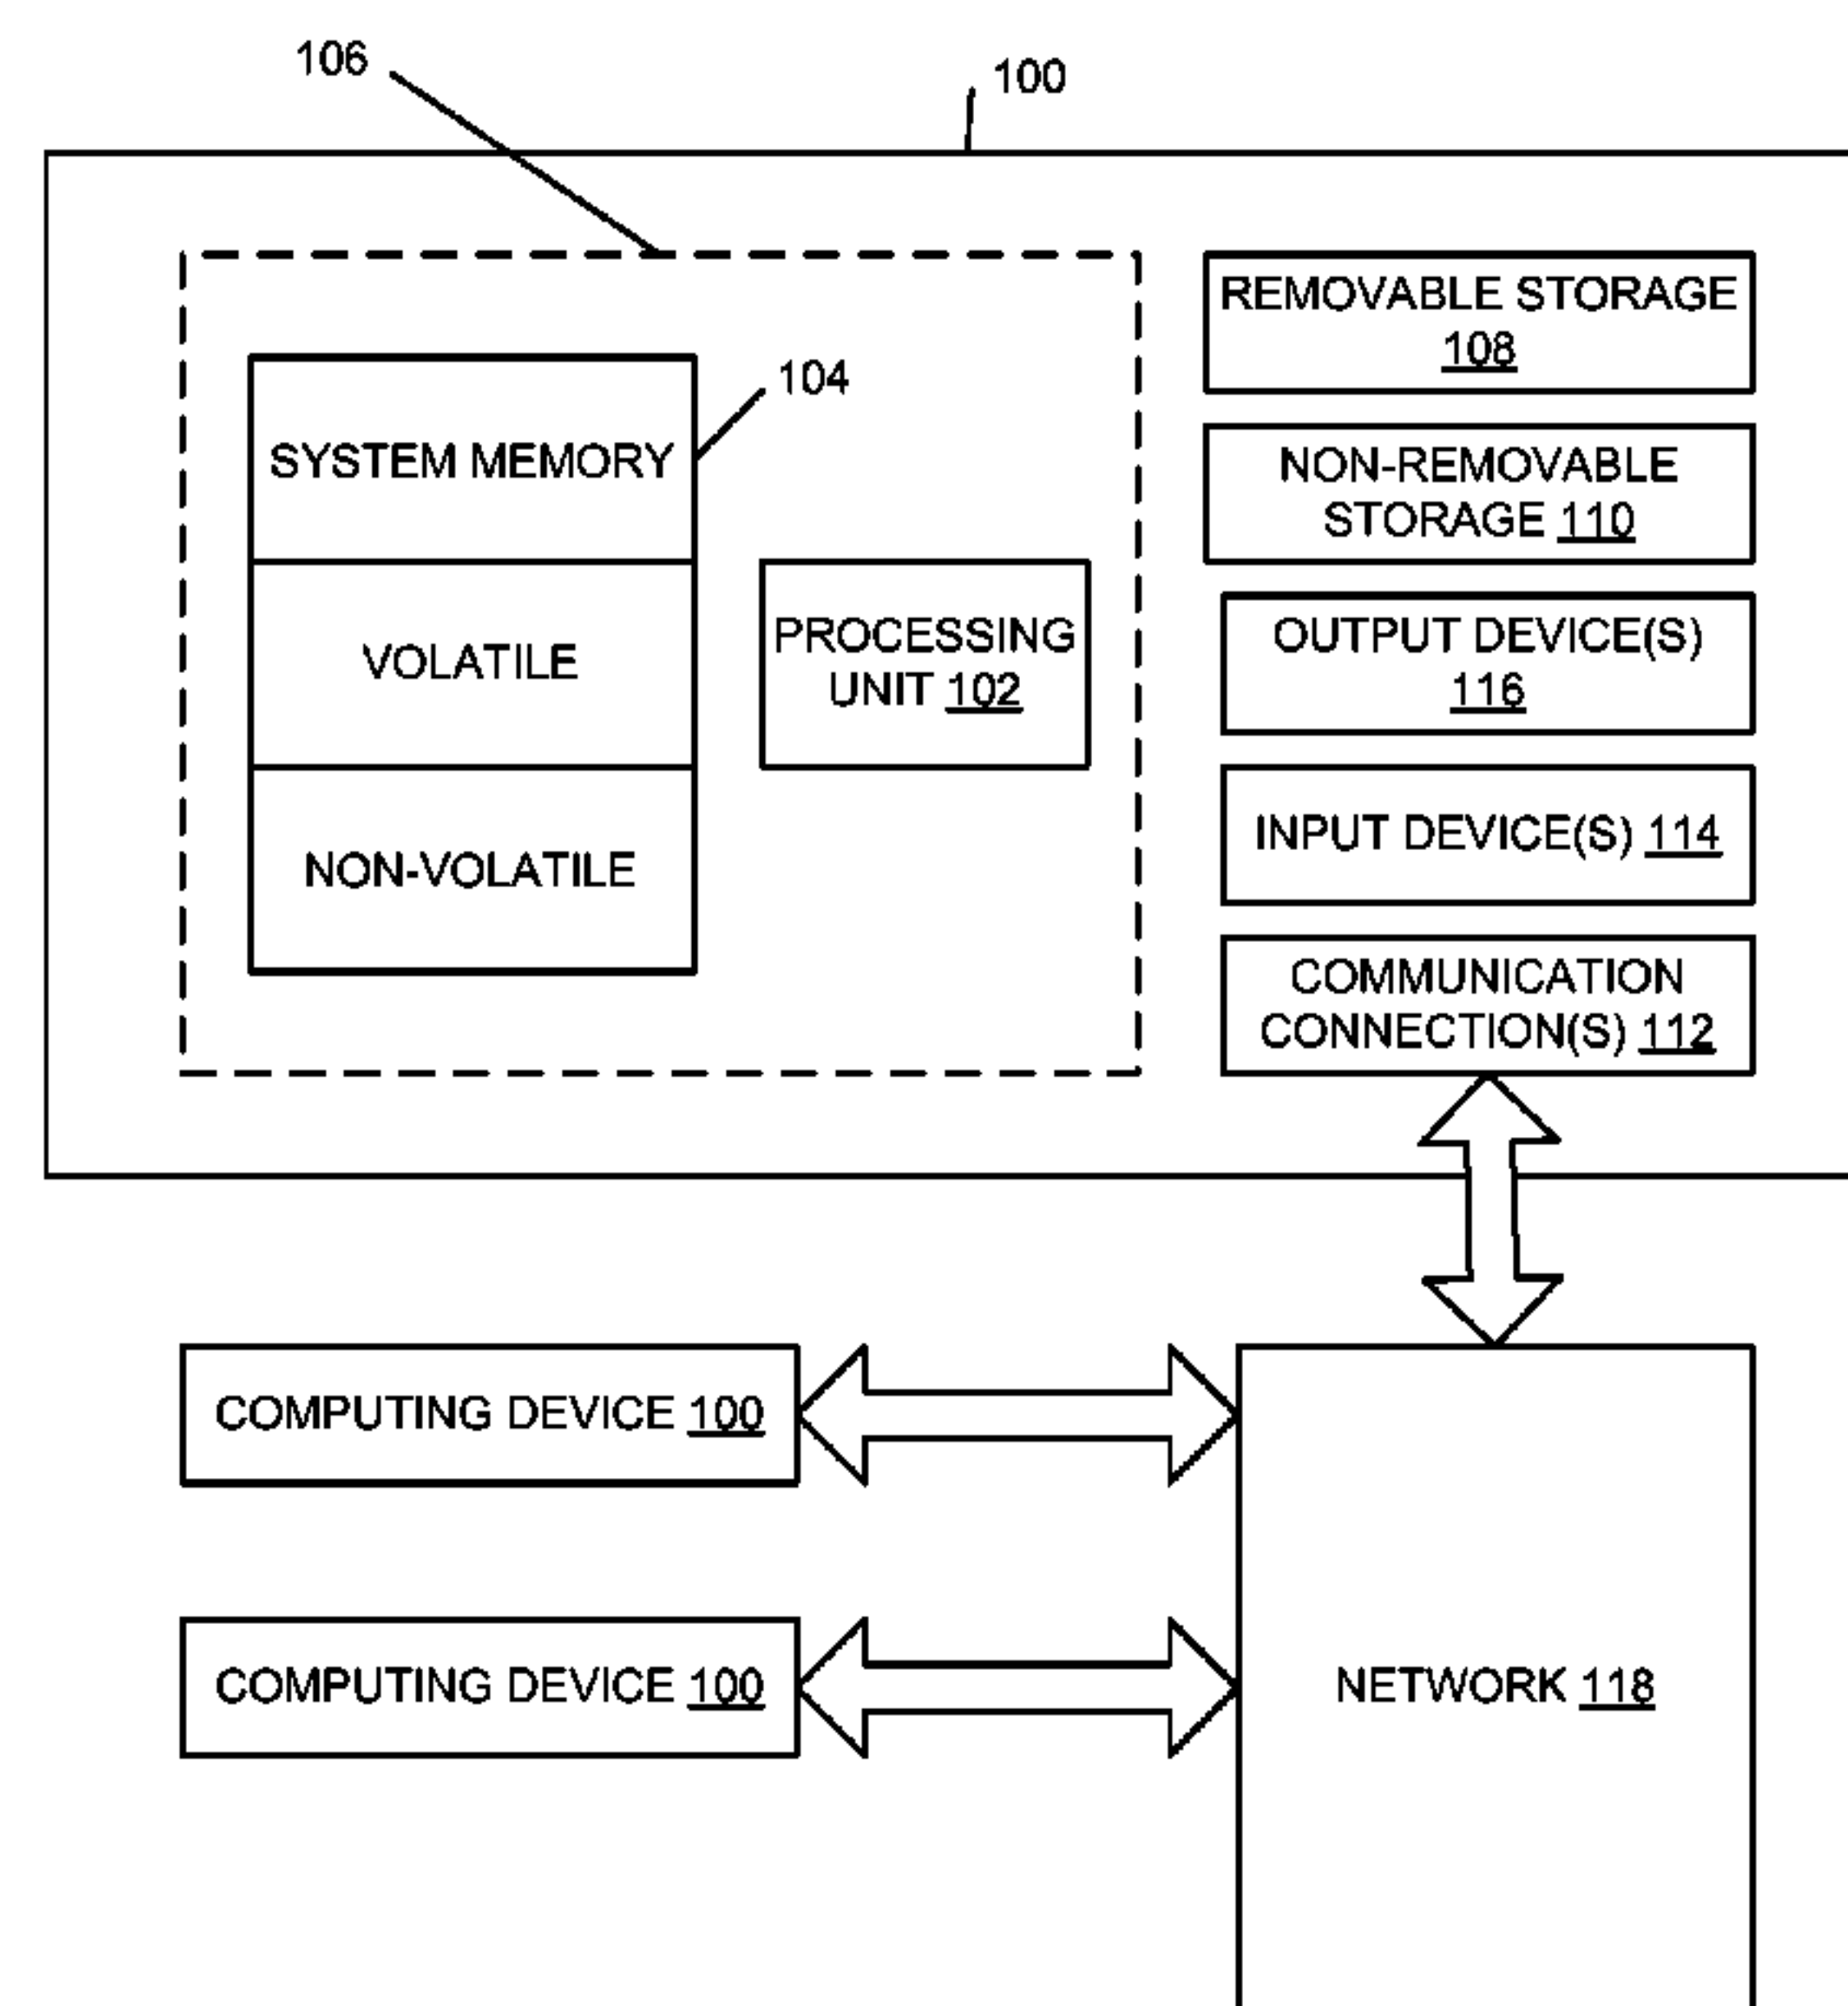 106
100
REMOVABLE STORAGE
108
104
SYSTEM MEMORY
NON-REMOVABLE
STORAGE 110
VOLATILE
PROCESSING
UNIT 102
OUTPUT DEVICE(S)
116
NON-VOLATILE
INPUT DEVICE(S) 114
COMMUNICATION
CONNECTION(S) 112
COMPUTING DEVICE 100
COMPUTING DEVICE 100
NETWORK 118